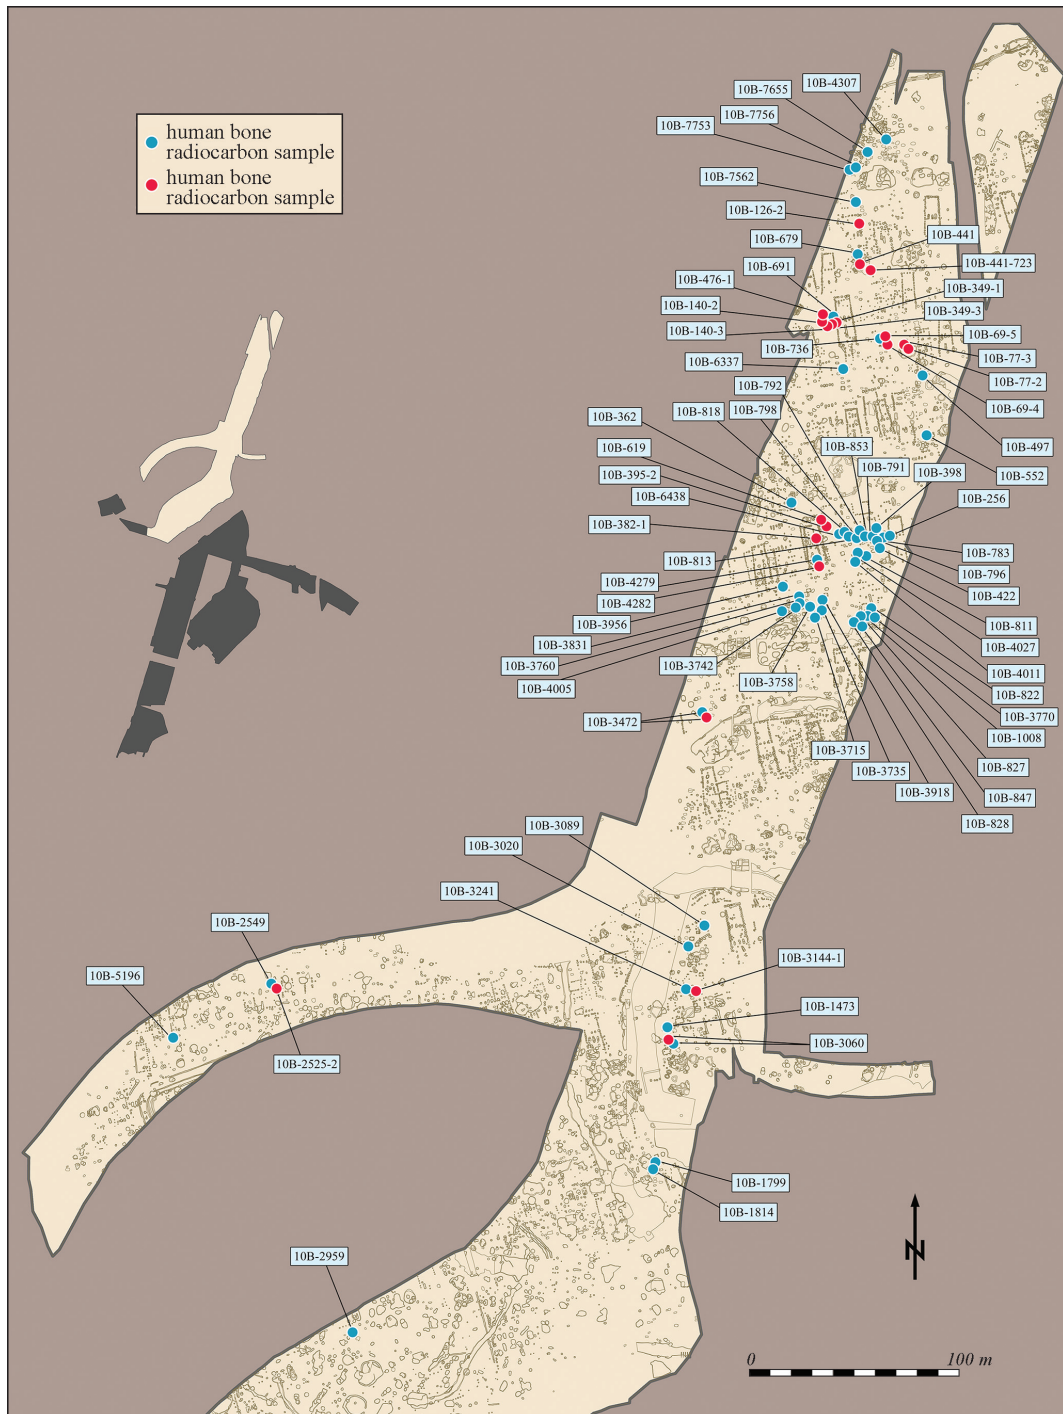 10B-4307
10B-7655
10B-7756
10B-7753
human bone
radiocarbon sample
human bone
radiocarbon sample
10B-7562
10B-126-2
10B-441
10B-679
10B-441-723
10B-691
10B-476-1
10B-349-1
10B-140-2
10B-349-3
10B-140-3
10B-69-5
10B-736
10B-77-3
10B-6337
10B-77-2
10B-792
10B-69-4
10B-798
10B-818
10B-362
10B-497
10B-853
10B-619
10B-791
10B-398
10B-552
10B-395-2
10B-6438
10B-256
10B-382-1
10B-783
10B-813
10B-796
10B-4279
10B-422
10B-4282
10B-3956
10B-811
10B-3831
10B-4027
10B-3760
10B-3742
10B-4011
10B-4005
10B-3758
10B-822
10B-3770
10B-3472
10B-1008
10B-3715
10B-827
10B-3735
10B-3918
10B-847
10B-828
10B-3089
10B-3020
10B-3241
10B-2549
10B-5196
10B-3144-1
10B-1473
10B-3060
10B-2525-2
10B-1799
10B-1814
N
10B-2959
0 100 m